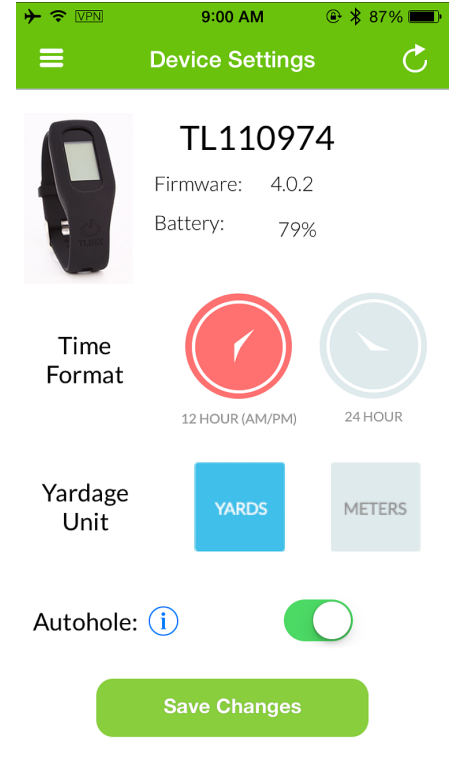 VPN 9:00 AM 87%
Device Settings
TL110974
Firmware: 4.0.2
Battery: 79%
Time
Format
12 HOUR (AM/PM) 24 HOUR
Yardage
Unit
YARDS METERS
Autohole: i
Save Changes